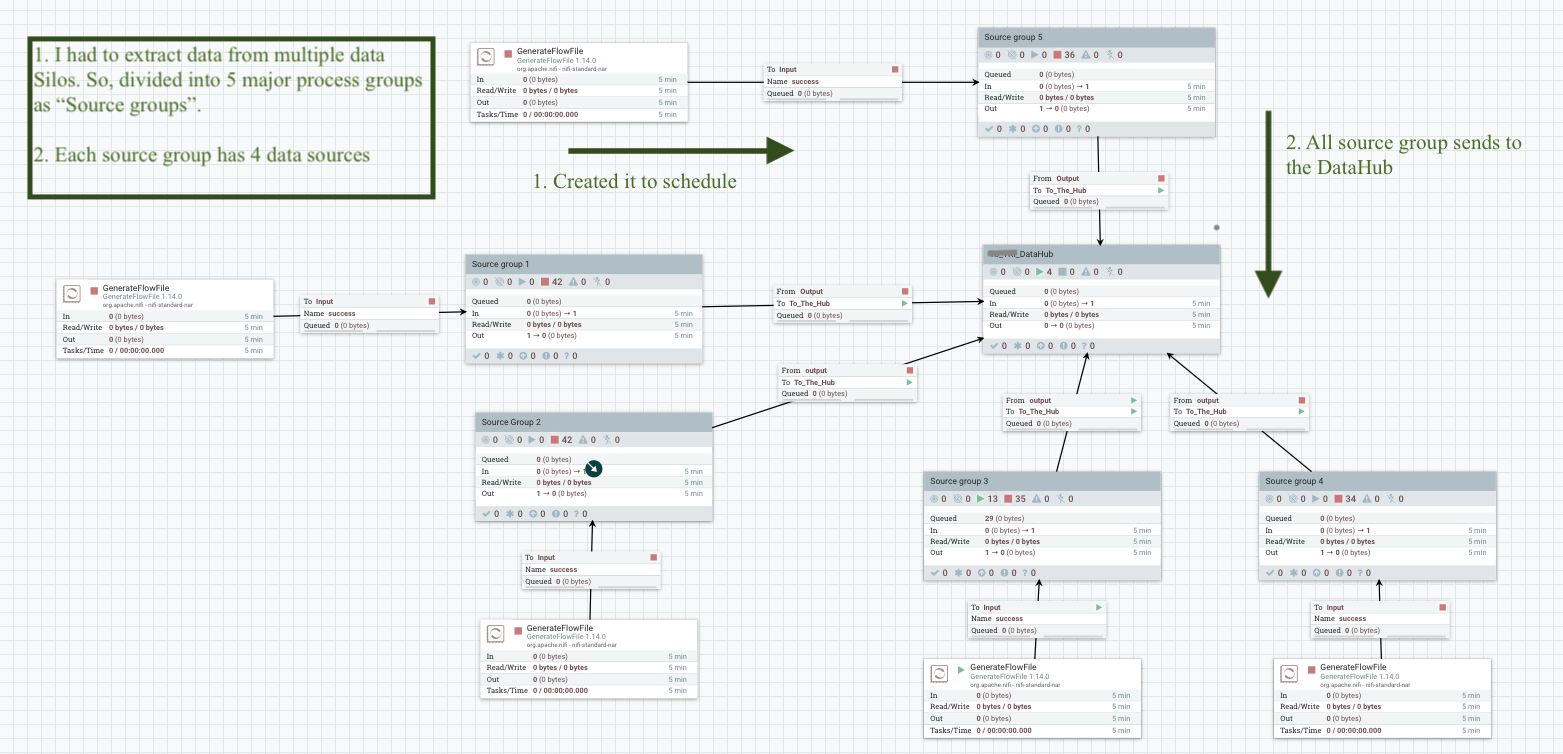 1. I had to extract data from multiple data
Silos. So, divided into 5 major process groups
as “Source groups”.
2. Each source group has 4 data sources
GenerateFlowFile
GenerateFlowFile 1.14.0
org.apache.nifi - nifi-standard-nar
In 0 (0 bytes) 5 min
Read/Write 0 bytes / 0 bytes 5 min
Out 0 (0 bytes) 5 min
Tasks/Time 0 / 00:00:00.000 5 min
To Input
Name success
Queued 0 (0 bytes)
Source group 5
0 0 0 36 0 0
Queued 0 (0 bytes)
In 0 (0 bytes) → 1 5 min
Read/Write 0 bytes / 0 bytes 5 min
Out 1 → 0 (0 bytes) 5 min
0 0 0 0 ? 0
1. Created it to schedule
2. All source group sends to
the DataHub
From Output
To To_The_Hub
Queued 0 (0 bytes)
GenerateFlowFile
GenerateFlowFile 1.14.0
org.apache.nifi - nifi-standard-nar
In 0 (0 bytes) 5 min
Read/Write 0 bytes / 0 bytes 5 min
Out 0 (0 bytes) 5 min
Tasks/Time 0 / 00:00:00.000 5 min
To Input
Name success
Queued 0 (0 bytes)
Source group 1
0 0 0 42 0 0
Queued 0 (0 bytes)
In 0 (0 bytes) → 1 5 min
Read/Write 0 bytes / 0 bytes 5 min
Out 1 → 0 (0 bytes) 5 min
0 0 0 0 ? 0
From Output
To To_The_Hub
Queued 0 (0 bytes)
_DataHub
0 0 4 0 0 0
Queued 0 (0 bytes)
In 0 (0 bytes) → 1 5 min
Read/Write 0 bytes / 0 bytes 5 min
Out 0 → 0 (0 bytes) 5 min
0 0 0 0 ? 0
From output
To To_The_Hub
Queued 0 (0 bytes)
Source Group 2
0 0 0 42 0 0
Queued 0 (0 bytes)
In 0 (0 bytes) → 5 min
Read/Write 0 bytes / 0 bytes 5 min
Out 1 → 0 (0 bytes) 5 min
0 0 0 0 ? 0
To Input
Name success
Queued 0 (0 bytes)
GenerateFlowFile
GenerateFlowFile 1.14.0
org.apache.nifi - nifi-standard-nar
In 0 (0 bytes) 5 min
Read/Write 0 bytes / 0 bytes 5 min
Out 0 (0 bytes) 5 min
Tasks/Time 0 / 00:00:00.000 5 min
From output
To To_The_Hub
Queued 0 (0 bytes)
From output
To To_The_Hub
Queued 0 (0 bytes)
Source group 3
0 0 13 35 0 0
Queued 29 (0 bytes)
In 0 (0 bytes) → 1 5 min
Read/Write 0 bytes / 0 bytes 5 min
Out 1 → 0 (0 bytes) 5 min
0 0 0 0 ? 0
To Input
Name success
Queued 0 (0 bytes)
GenerateFlowFile
GenerateFlowFile 1.14.0
org.apache.nifi - nifi-standard-nar
In 0 (0 bytes) 5 min
Read/Write 0 bytes / 0 bytes 5 min
Out 0 (0 bytes) 5 min
Tasks/Time 0 / 00:00:00.000 5 min
Source group 4
0 0 0 34 0 0
Queued 0 (0 bytes)
In 0 (0 bytes) → 1 5 min
Read/Write 0 bytes / 0 bytes 5 min
Out 1 → 0 (0 bytes) 5 min
0 0 0 0 ? 0
To Input
Name success
Queued 0 (0 bytes)
GenerateFlowFile
GenerateFlowFile 1.14.0
org.apache.nifi - nifi-standard-nar
In 0 (0 bytes) 5 min
Read/Write 0 bytes / 0 bytes 5 min
Out 0 (0 bytes) 5 min
Tasks/Time 0 / 00:00:00.000 5 min